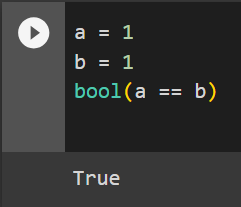 a = 1
b = 1
bool(a == b)
True